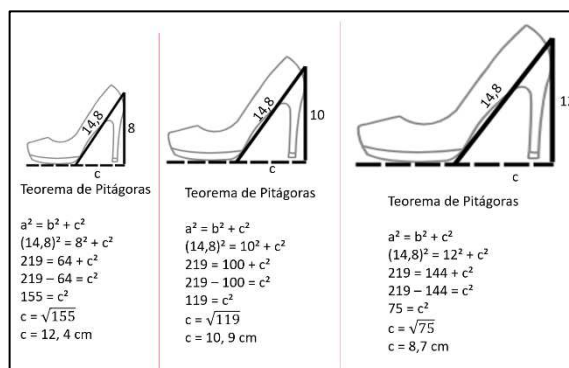 14,8
8
c
Teorema de Pitágoras
a² = b² + c²
(14,8)² = 8² + c²
219 = 64 + c²
219 – 64 = c²
155 = c²
c = √155
c = 12, 4 cm
14,8
10
c
Teorema de Pitágoras
a² = b² + c²
(14,8)² = 10² + c²
219 = 100 + c²
219 – 100= c²
119 = c²
c = √119
c = 10, 9 cm
14,8
c
Teorema de Pitágoras
a² = b² + c²
(14,8)² = 12² + c²
219 = 144 + c²
219 – 144= c²
75 = c²
c = √75
c = 8,7 cm